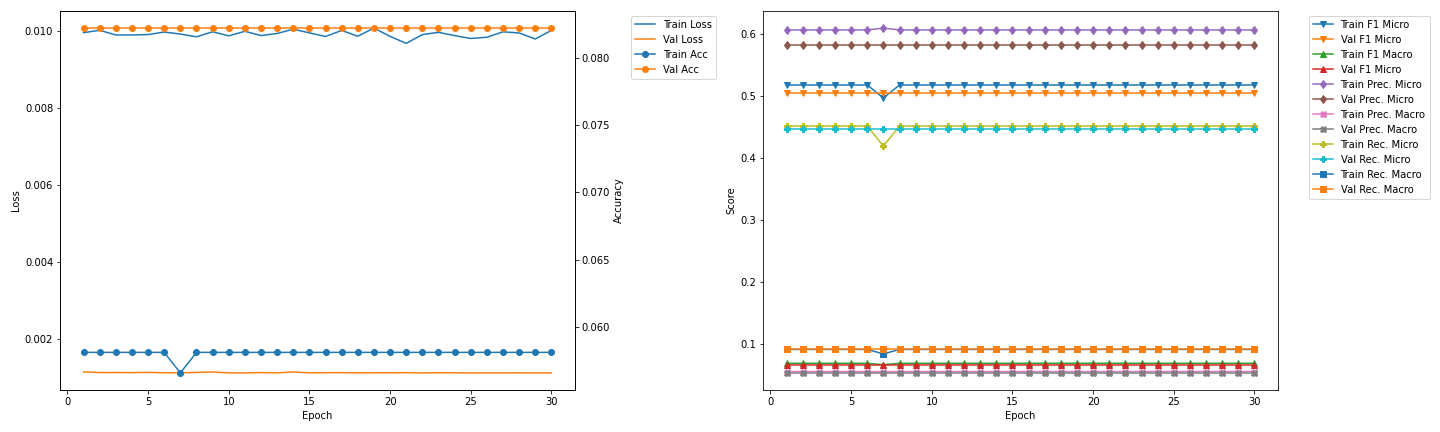 0.010
0.008
0.006
0.004
0.002
Loss
0
5
10
15
20
25
30
Epoch
0.080
0.075
0.070
0.065
0.060
Accuracy
Train Loss
Val Loss
Train Acc
Val Acc
0.6
0.5
0.4
0.3
0.2
0.1
Score
0
5
10
15
20
25
30
Epoch
Train F1 Micro
Val F1 Micro
Train F1 Macro
Val F1 Micro
Train Prec. Micro
Val Prec. Micro
Train Prec. Macro
Val Prec. Macro
Train Rec. Micro
Val Rec. Micro
Train Rec. Macro
Val Rec. Macro